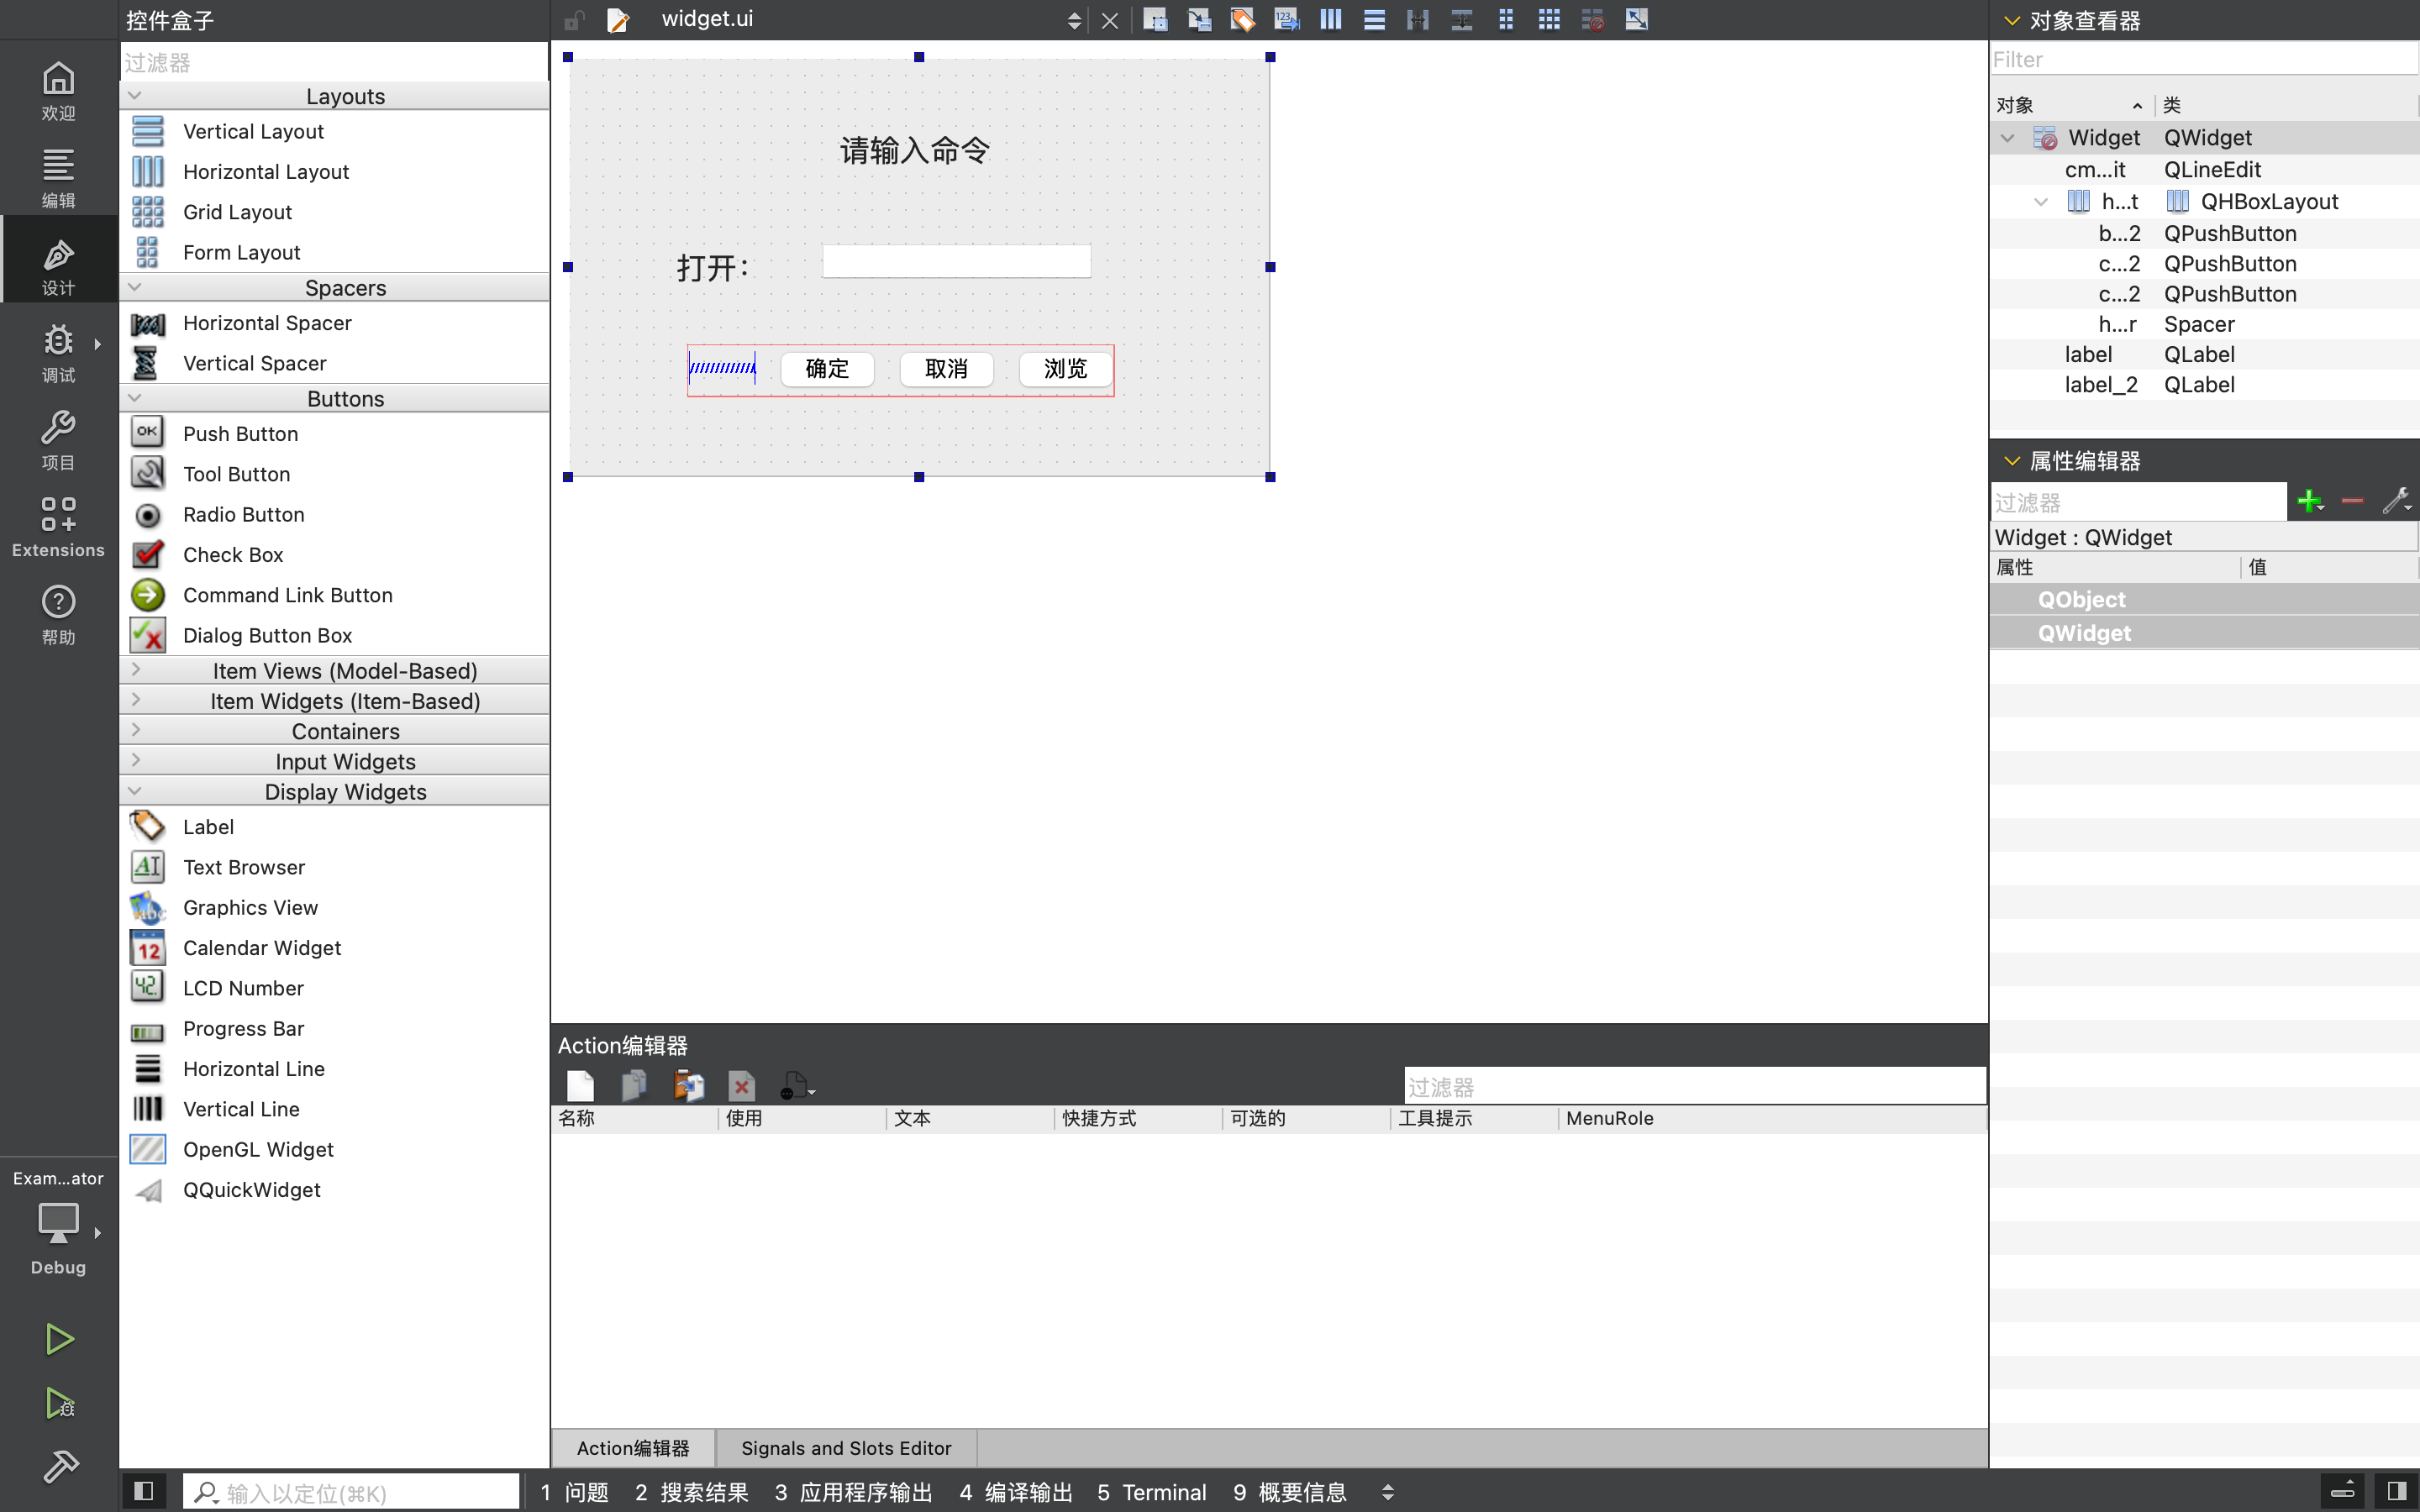 控件盒子
过滤器
Layouts
Vertical Layout
Horizontal Layout
Grid Layout
Form Layout
Spacers
Horizontal Spacer
Vertical Spacer
Buttons
Push Button
Tool Button
Radio Button
Check Box
Command Link Button
Dialog Button Box
Item Views (Model-Based)
Item Widgets (Item-Based)
Containers
Input Widgets
Display Widgets
Label
Text Browser
Graphics View
Calendar Widget
LCD Number
Progress Bar
Horizontal Line
Vertical Line
OpenGL Widget
QQuickWidget
欢迎
编辑
设计
调试
项目
Extensions
帮助
Exam...ator
Debug
widget.ui
请输入命令
打开：
确定 取消 浏览
Action编辑器
过滤器
名称 使用 文本 快捷方式 可选的 工具提示 MenuRole
Action编辑器 Signals and Slots Editor
对象查看器
Filter
对象 类
Widget QWidget
cm...it QLineEdit
h...t QHBoxLayout
b...2 QPushButton
c...2 QPushButton
c...2 QPushButton
h...r Spacer
label QLabel
label_2 QLabel
属性编辑器
过滤器
Widget : QWidget
属性 值
QObject
QWidget
输入以定位(⌘K)
1 问题 2 搜索结果 3 应用程序输出 4 编译输出 5 Terminal 9 概要信息